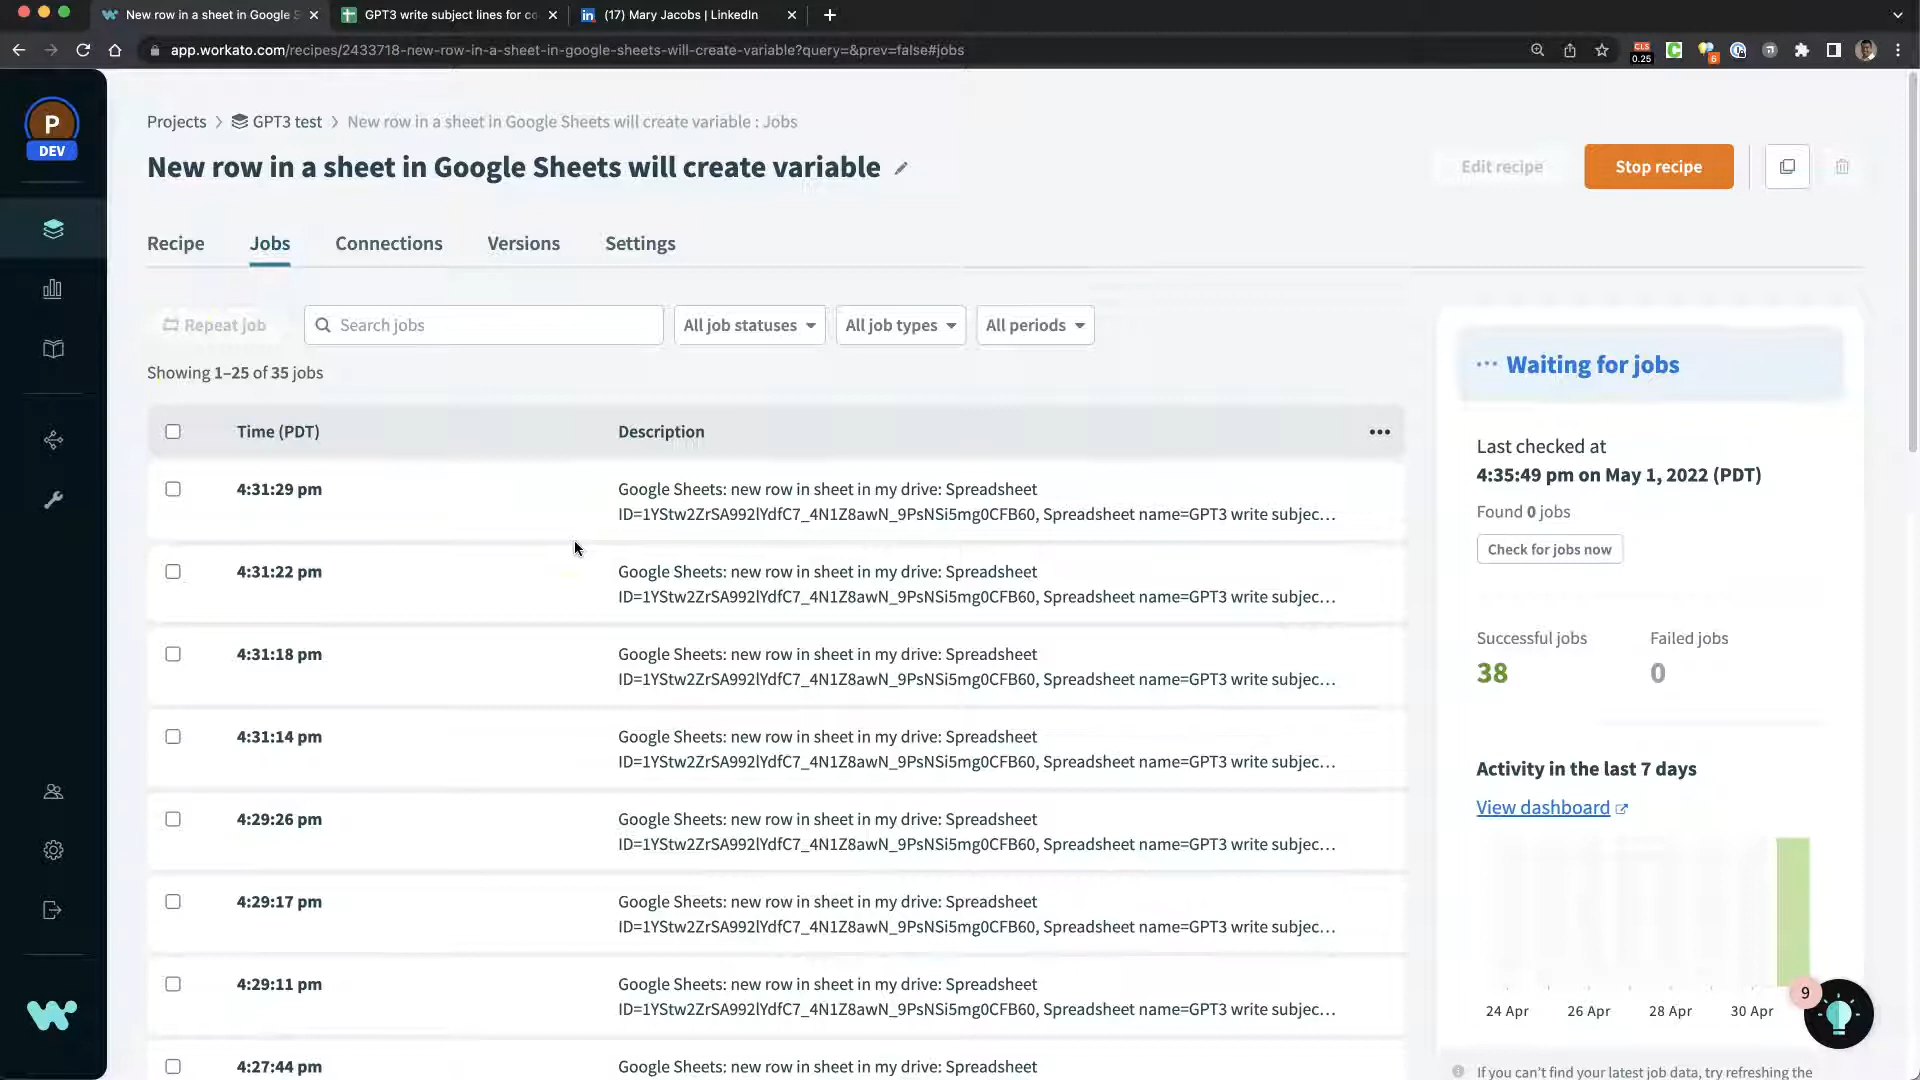 New row in a sheet in Google S
GPT3 write subject lines for co
(17) Mary Jacobs | LinkedIn
app.workato.com/recipes/2433718-new-row-in-a-sheet-in-google-sheets-will-create-variable?query=&prev=false#jobs
CLS
0.25
6
P
DEV
Projects > GPT3 test > New row in a sheet in Google Sheets will create variable : Jobs
New row in a sheet in Google Sheets will create variable
Edit recipe
Stop recipe
Recipe Jobs Connections Versions Settings
Repeat job
Search jobs
All job statuses
All job types
All periods
Showing 1–25 of 35 jobs
Time (PDT) Description
4:31:29 pm
Google Sheets: new row in sheet in my drive: Spreadsheet
ID=1YStw2ZrSA992lYdfC7_4N1Z8awN_9PsNSi5mg0CFB60, Spreadsheet name=GPT3 write subjec...
4:31:22 pm
Google Sheets: new row in sheet in my drive: Spreadsheet
ID=1YStw2ZrSA992lYdfC7_4N1Z8awN_9PsNSi5mg0CFB60, Spreadsheet name=GPT3 write subjec...
4:31:18 pm
Google Sheets: new row in sheet in my drive: Spreadsheet
ID=1YStw2ZrSA992lYdfC7_4N1Z8awN_9PsNSi5mg0CFB60, Spreadsheet name=GPT3 write subjec...
4:31:14 pm
Google Sheets: new row in sheet in my drive: Spreadsheet
ID=1YStw2ZrSA992lYdfC7_4N1Z8awN_9PsNSi5mg0CFB60, Spreadsheet name=GPT3 write subjec...
4:29:26 pm
Google Sheets: new row in sheet in my drive: Spreadsheet
ID=1YStw2ZrSA992lYdfC7_4N1Z8awN_9PsNSi5mg0CFB60, Spreadsheet name=GPT3 write subjec...
4:29:17 pm
Google Sheets: new row in sheet in my drive: Spreadsheet
ID=1YStw2ZrSA992lYdfC7_4N1Z8awN_9PsNSi5mg0CFB60, Spreadsheet name=GPT3 write subjec...
4:29:11 pm
Google Sheets: new row in sheet in my drive: Spreadsheet
ID=1YStw2ZrSA992lYdfC7_4N1Z8awN_9PsNSi5mg0CFB60, Spreadsheet name=GPT3 write subjec...
4:27:44 pm
Google Sheets: new row in sheet in my drive: Spreadsheet
Waiting for jobs
Last checked at
4:35:49 pm on May 1, 2022 (PDT)
Found 0 jobs
Check for jobs now
Successful jobs Failed jobs
38 0
Activity in the last 7 days
View dashboard
24 Apr 26 Apr 28 Apr 30 Apr
9
If you can't find your latest job data, try refreshing the